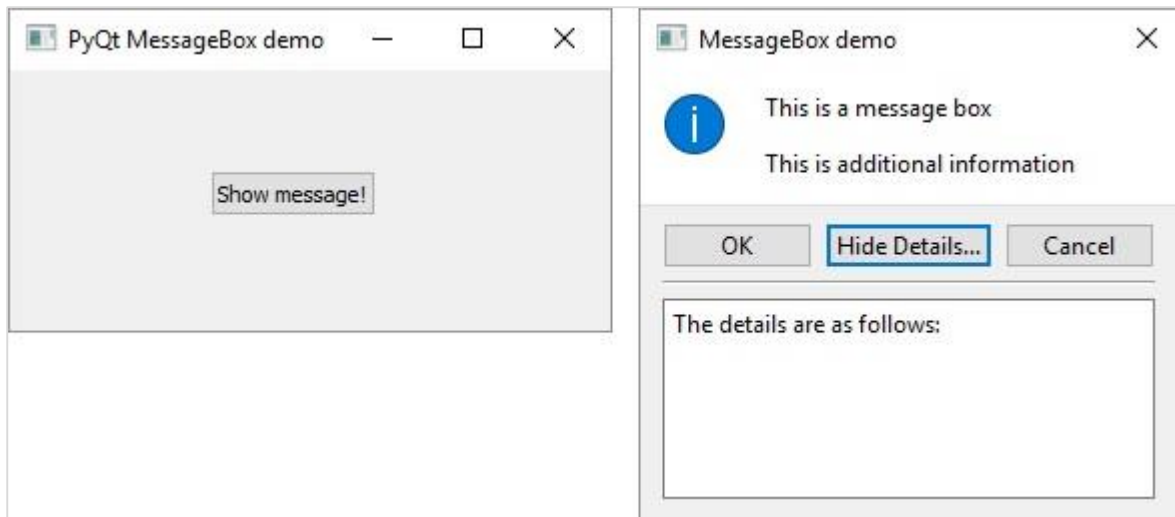 PyQt MessageBox demo
Show message!
MessageBox demo
i
This is a message box
This is additional information
OK
Hide Details...
Cancel
The details are as follows: